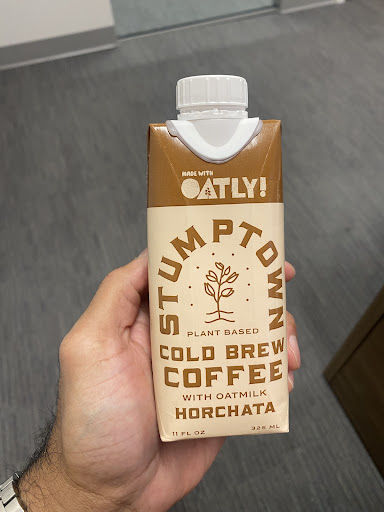 MADE WITH
OATLY!
STUMPTOWN
PLANT BASED
COLD BREW
COFFEE
WITH OATMILK
HORCHATA
11 FL OZ 325 ML